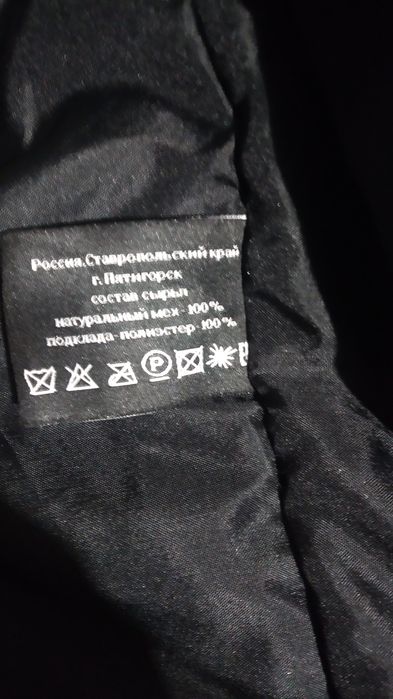 Россия.Ставропольский край
г.Пятигорск
состав сырья
натуральный мех-100%
подклада-полиэстер-100%
P